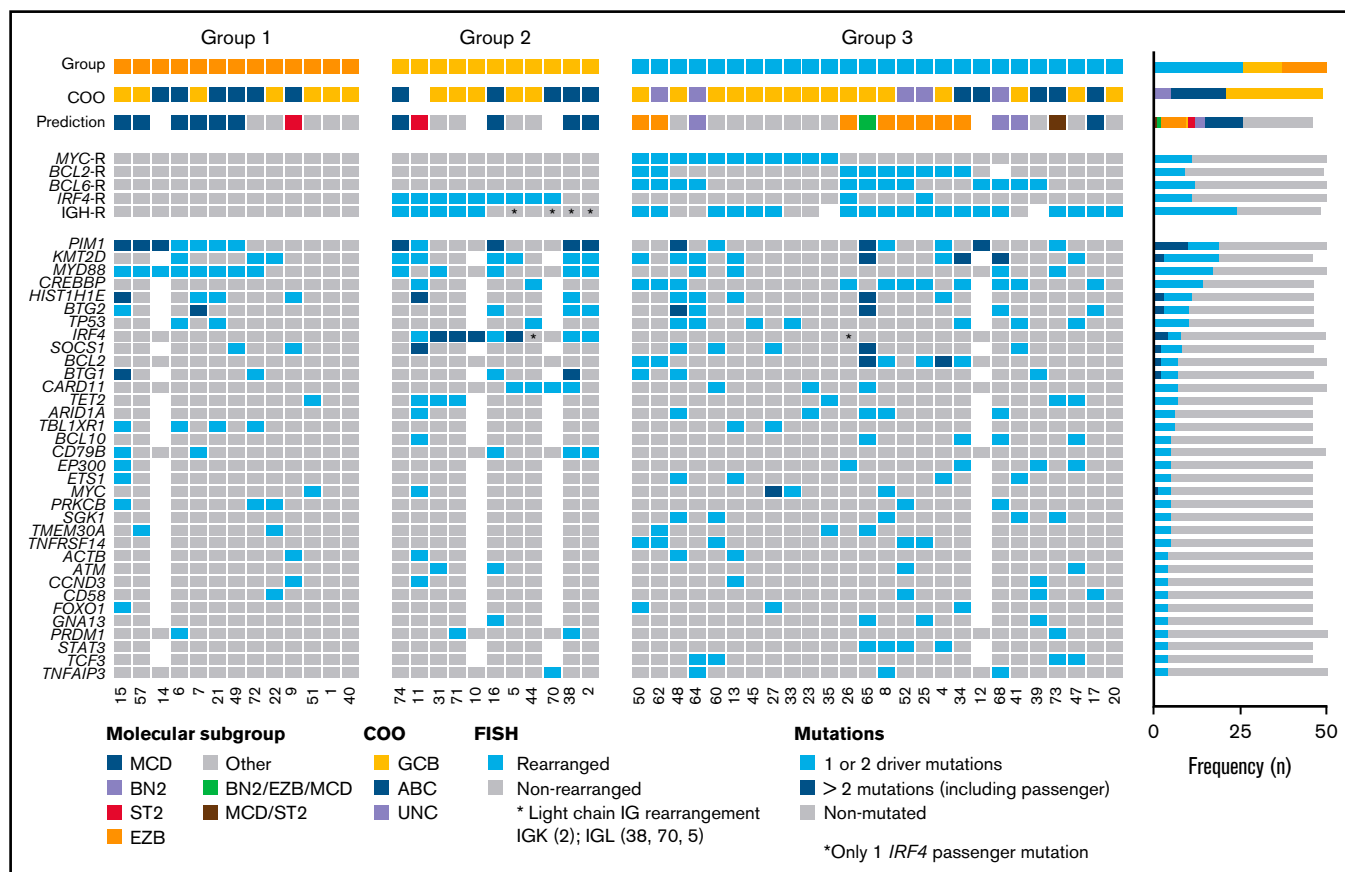 Group 1 Group 2 Group 3
Group
COO
Prediction
MYC-R
BCL2-R
BCL6-R
IRF4-R
IGH-R * * * *
PIM1
KMT2D
MYD88
CREBBP
HIST1H1E
BTG2
TP53
IRF4 * *
SOCS1
BCL2
BTG1
CARD11
TET2
ARID1A
TBL1XR1
BCL10
CD79B
EP300
ETS1
MYC
PRKCB
SGK1
TMEM30A
TNFRSF14
ACTB
ATM
CCND3
CD58
FOXO1
GNA13
PRDM1
STAT3
TCF3
TNFAIP3
15 57 14 6 7 21 49 72 22 9 51 1 40 74 11 31 71 10 16 5 44 70 38 2 50 62 48 64 60 13 45 27 33 23 35 26 65 8 52 25 4 34 12 68 41 39 73 47 17 20
0 25 50
Frequency (n)
Molecular subgroup
MCD Other
BN2 BN2/EZB/MCD
ST2 MCD/ST2
EZB
COO
GCB
ABC
UNC
FISH
Rearranged
Non-rearranged
* Light chain IG rearrangement
IGK (2); IGL (38, 70, 5)
Mutations
1 or 2 driver mutations
> 2 mutations (including passenger)
Non-mutated
*Only 1 IRF4 passenger mutation